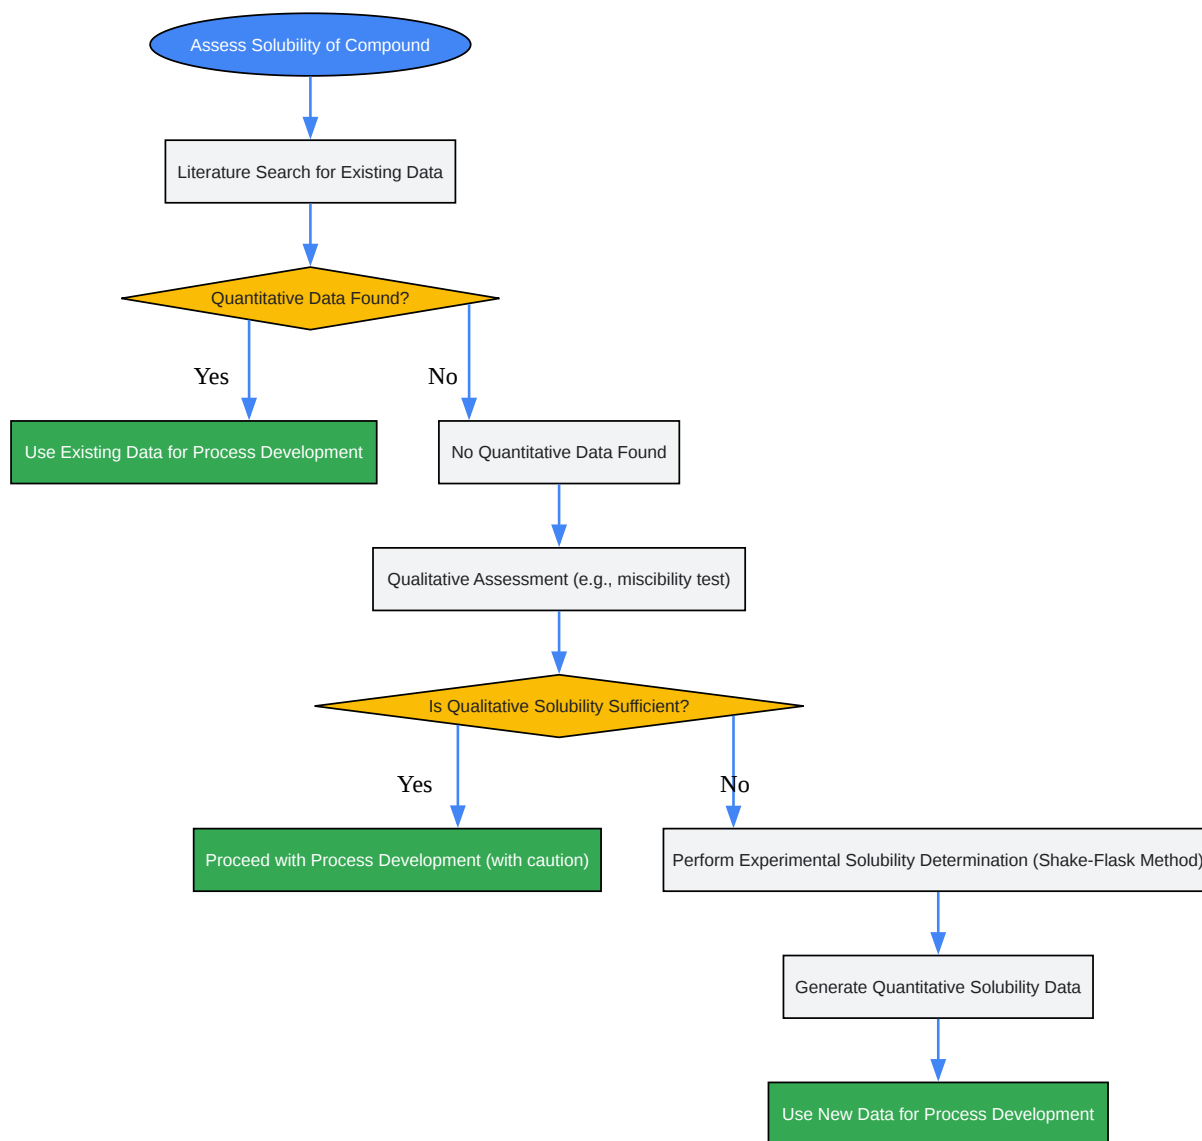 Assess Solubility of Compound
Literature Search for Existing Data
Quantitative Data Found?
Yes
No
Use Existing Data for Process Development
No Quantitative Data Found
Qualitative Assessment (e.g., miscibility test)
Is Qualitative Solubility Sufficient?
Yes
No
Proceed with Process Development (with caution)
Perform Experimental Solubility Determination (Shake-Flask Method)
Generate Quantitative Solubility Data
Use New Data for Process Development